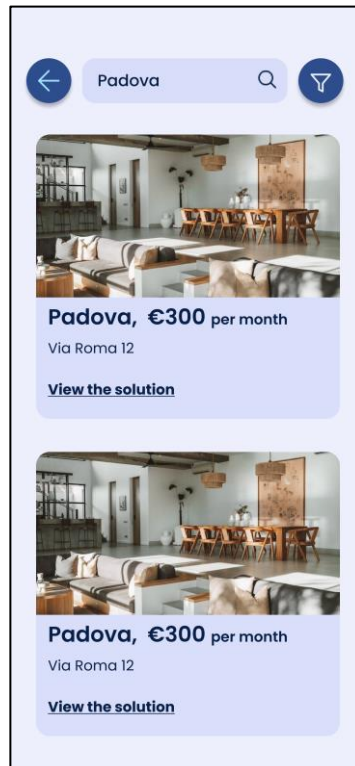 Padova
Padova, €300 per month
Via Roma 12
View the solution
Padova, €300 per month
Via Roma 12
View the solution